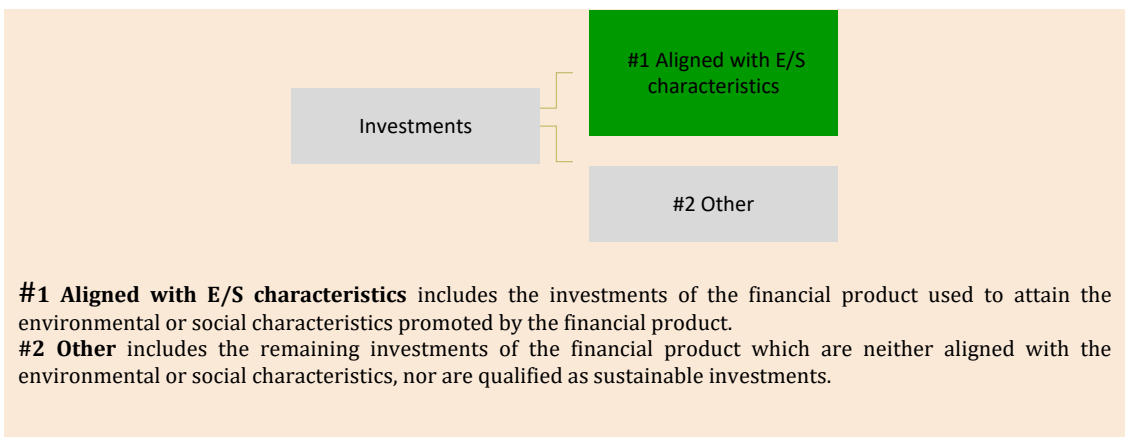 #1 Aligned with E/S
characteristics
Investments
#2 Other
#1 Aligned with E/S characteristics includes the investments of the financial product used to attain the
environmental or social characteristics promoted by the financial product.
#2 Other includes the remaining investments of the financial product which are neither aligned with the
environmental or social characteristics, nor are qualified as sustainable investments.